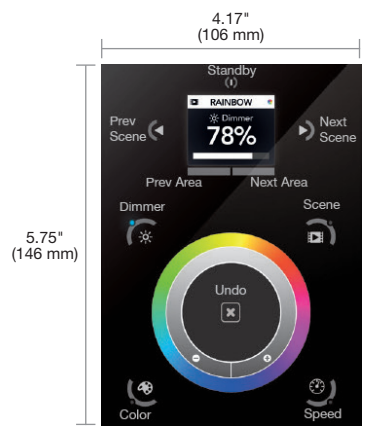 4.17"
(106 mm)
Standby
RAINBOW
Dimmer
78%
Prev
Scene
Next
Scene
Prev Area
Next Area
Dimmer
Scene
5.75"
(146 mm)
Undo
Color
Speed